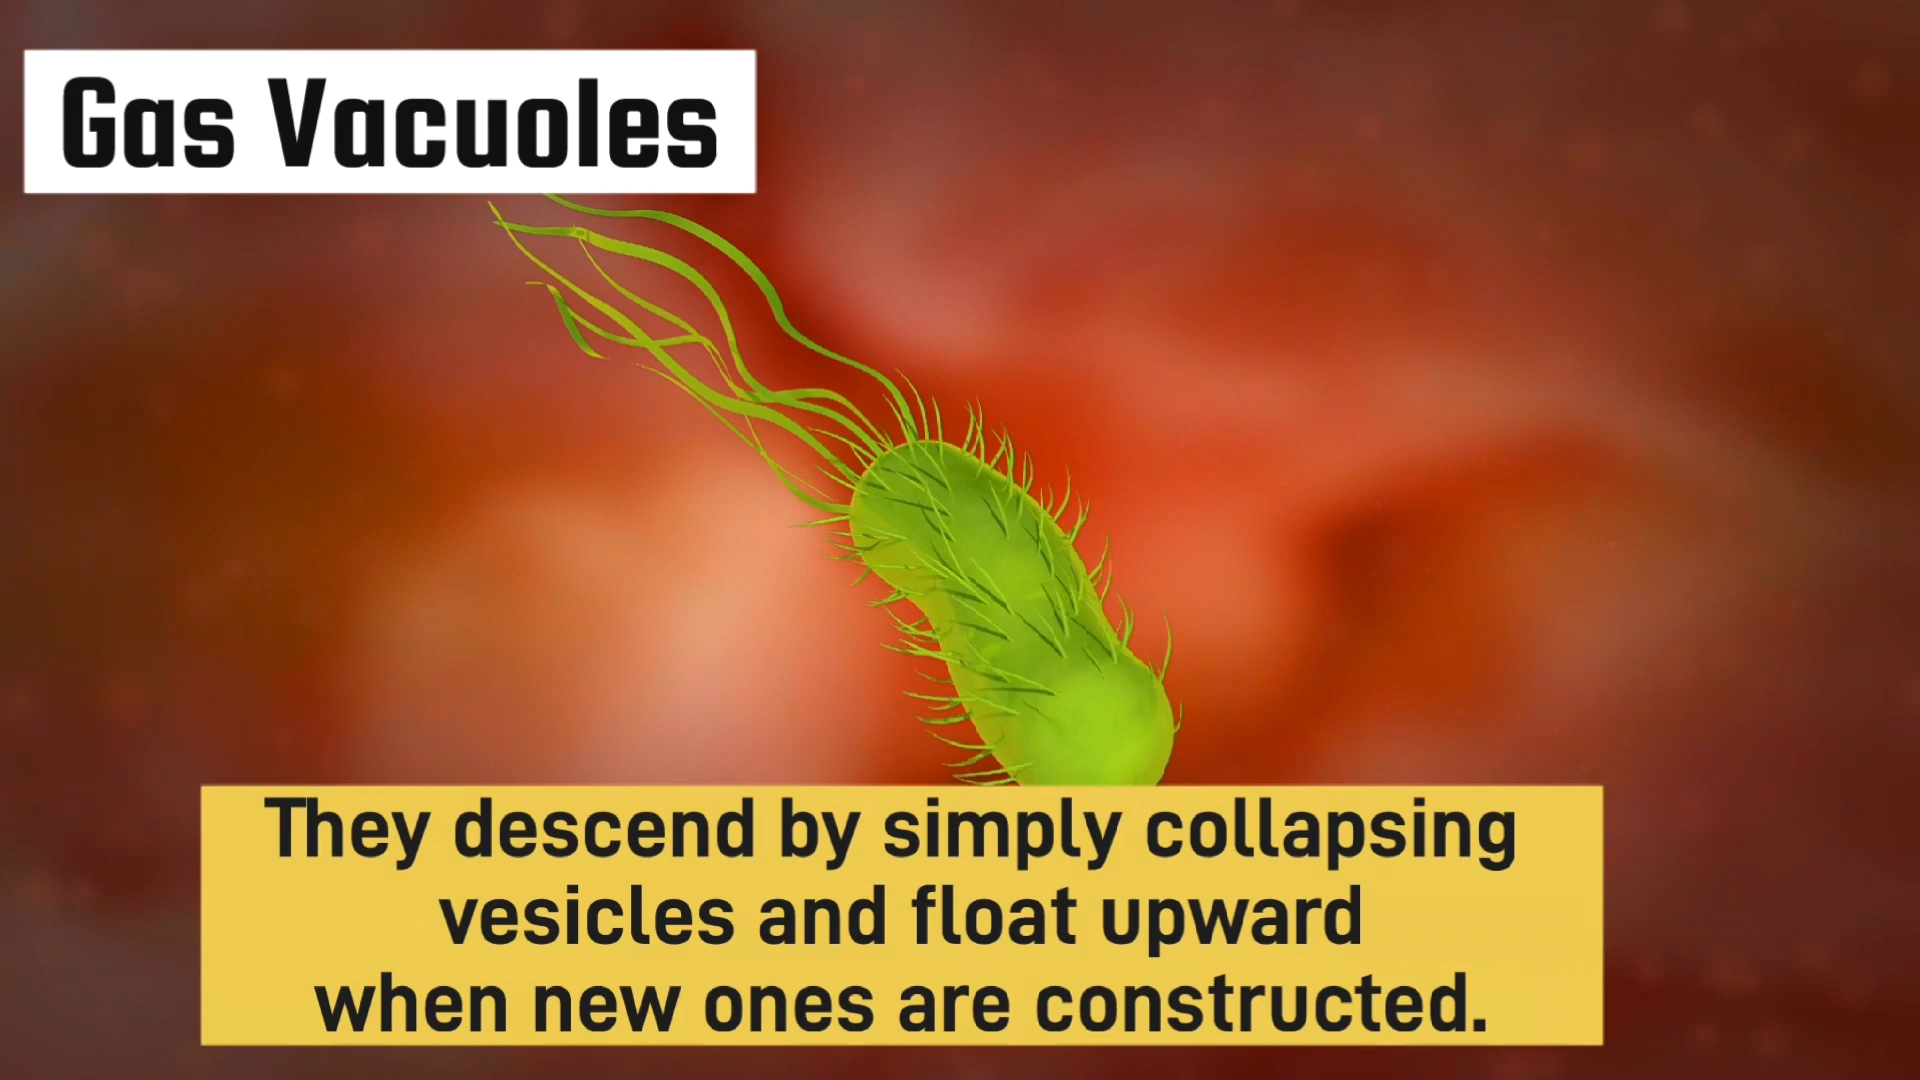 Gas Vacuoles
They descend by simply collapsing
vesicles and float upward
when new ones are constructed.